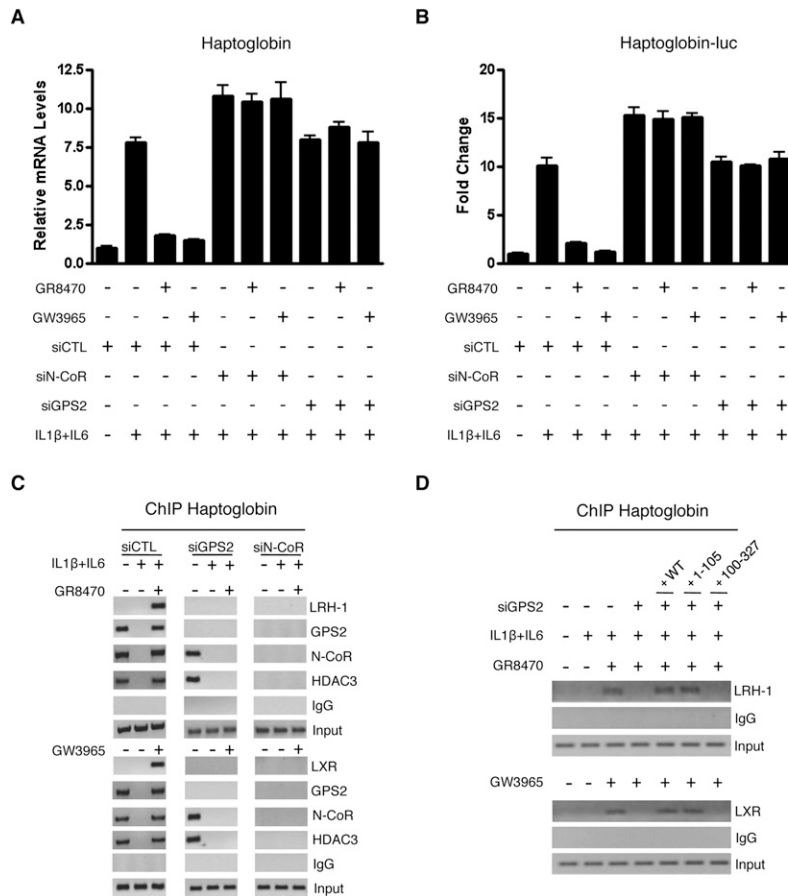 A
Haptoglobin
Relative mRNA Levels
12.5
10.0
7.5
5.0
2.5
0.0
GR8470 - - + - - + - - + -
GW3965 - - - + - - + - - +
siCTL + + + + - - - - - -
siN-CoR - - - - + + + - - -
siGPS2 - - - - - - - + + +
IL1β+IL6 - + + + + + + + + +
B
Haptoglobin-luc
Fold Change
20
15
10
5
0
GR8470 - - + - - + - - + -
GW3965 - - - + - - + - - +
siCTL + + + + - - - - - -
siN-CoR - - - - + + + - - -
siGPS2 - - - - - - - + + +
IL1β+IL6 - + + + + + + + + +
C
ChIP Haptoglobin
siCTL siGPS2 siN-CoR
IL1β+IL6 - + + - + + - + +
GR8470 + + +
LRH-1
GPS2
N-CoR
HDAC3
IgG
Input
GW3965 - - + - - + - - +
LXR
GPS2
N-CoR
HDAC3
IgG
Input
D
ChIP Haptoglobin
+ WT + 1-105 + 100-327
siGPS2 - - - + + + +
IL1β+IL6 - + + + + + +
GR8470 - - + + + + +
LRH-1
IgG
Input
GW3965 - - + + + + +
LXR
IgG
Input